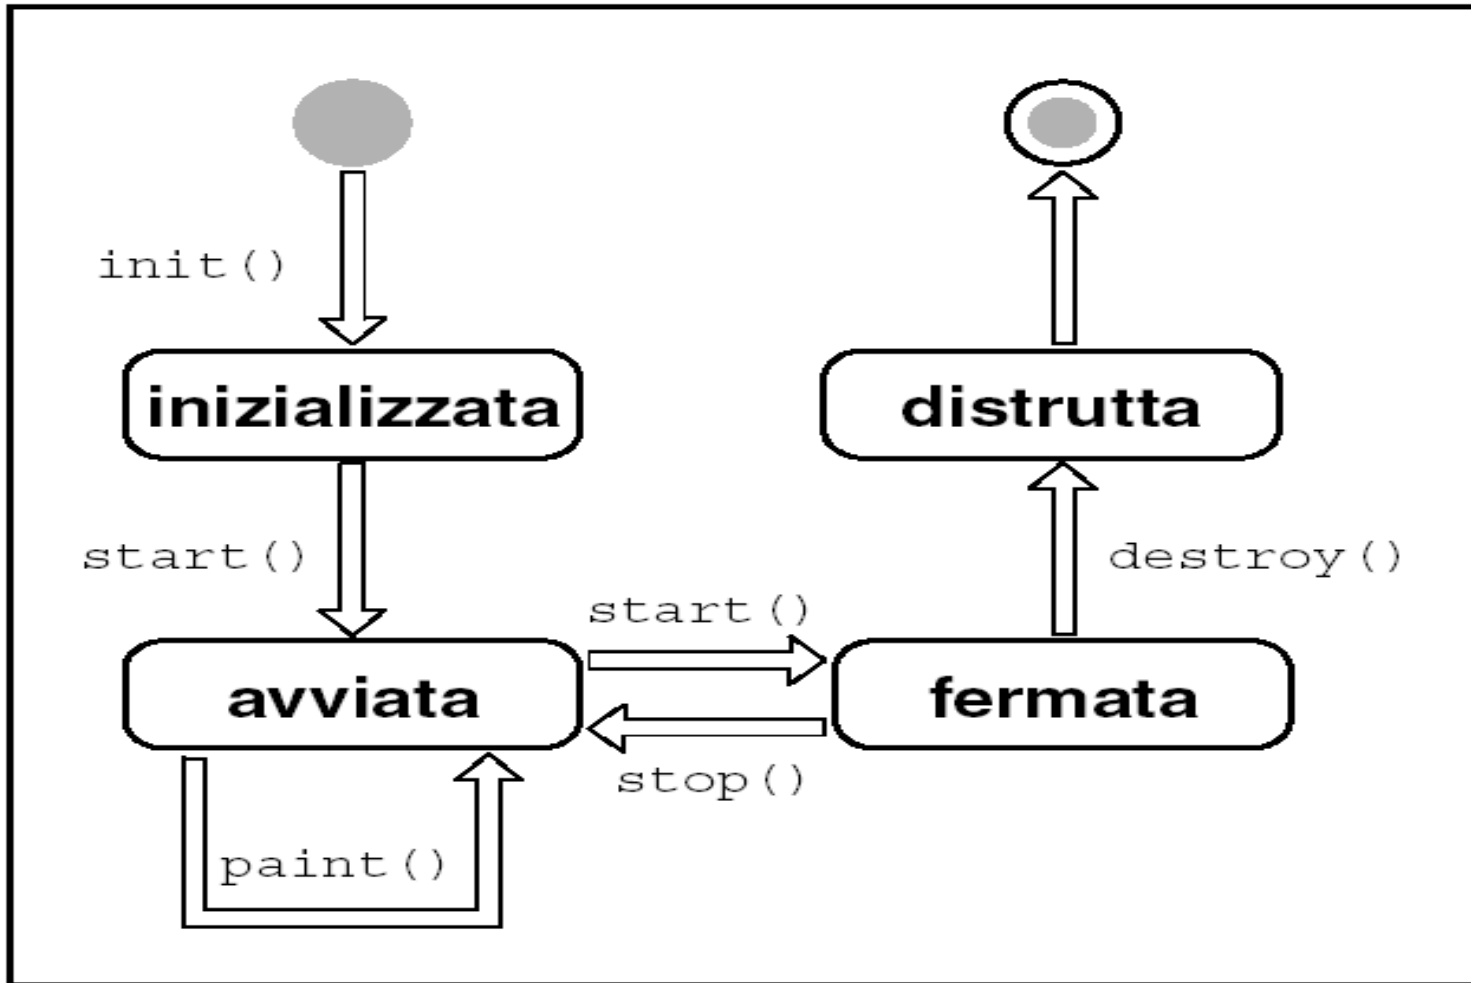 init()
inizializzata
distrutta
start()
destroy()
start()
avviata
fermata
stop()
paint()